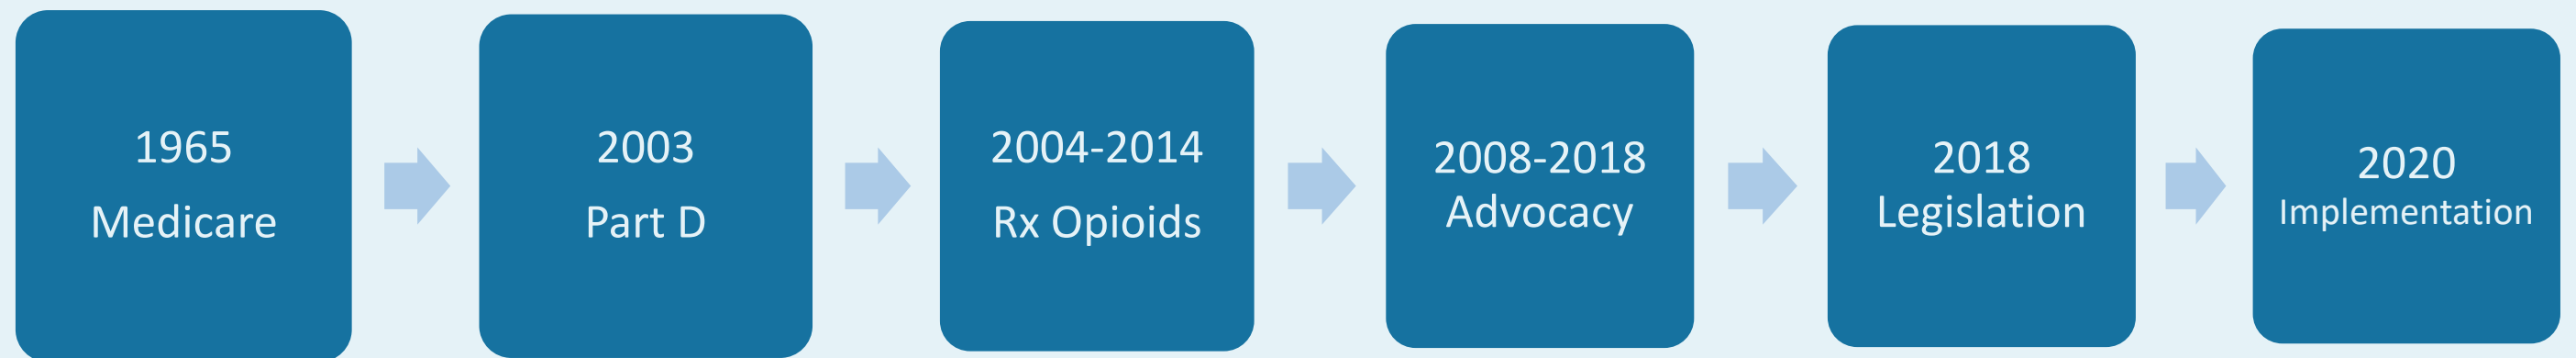 1965
Medicare
2003
Part D
2004-2014
Rx Opioids
2008-2018
Advocacy
2018
Legislation
2020
Implementation